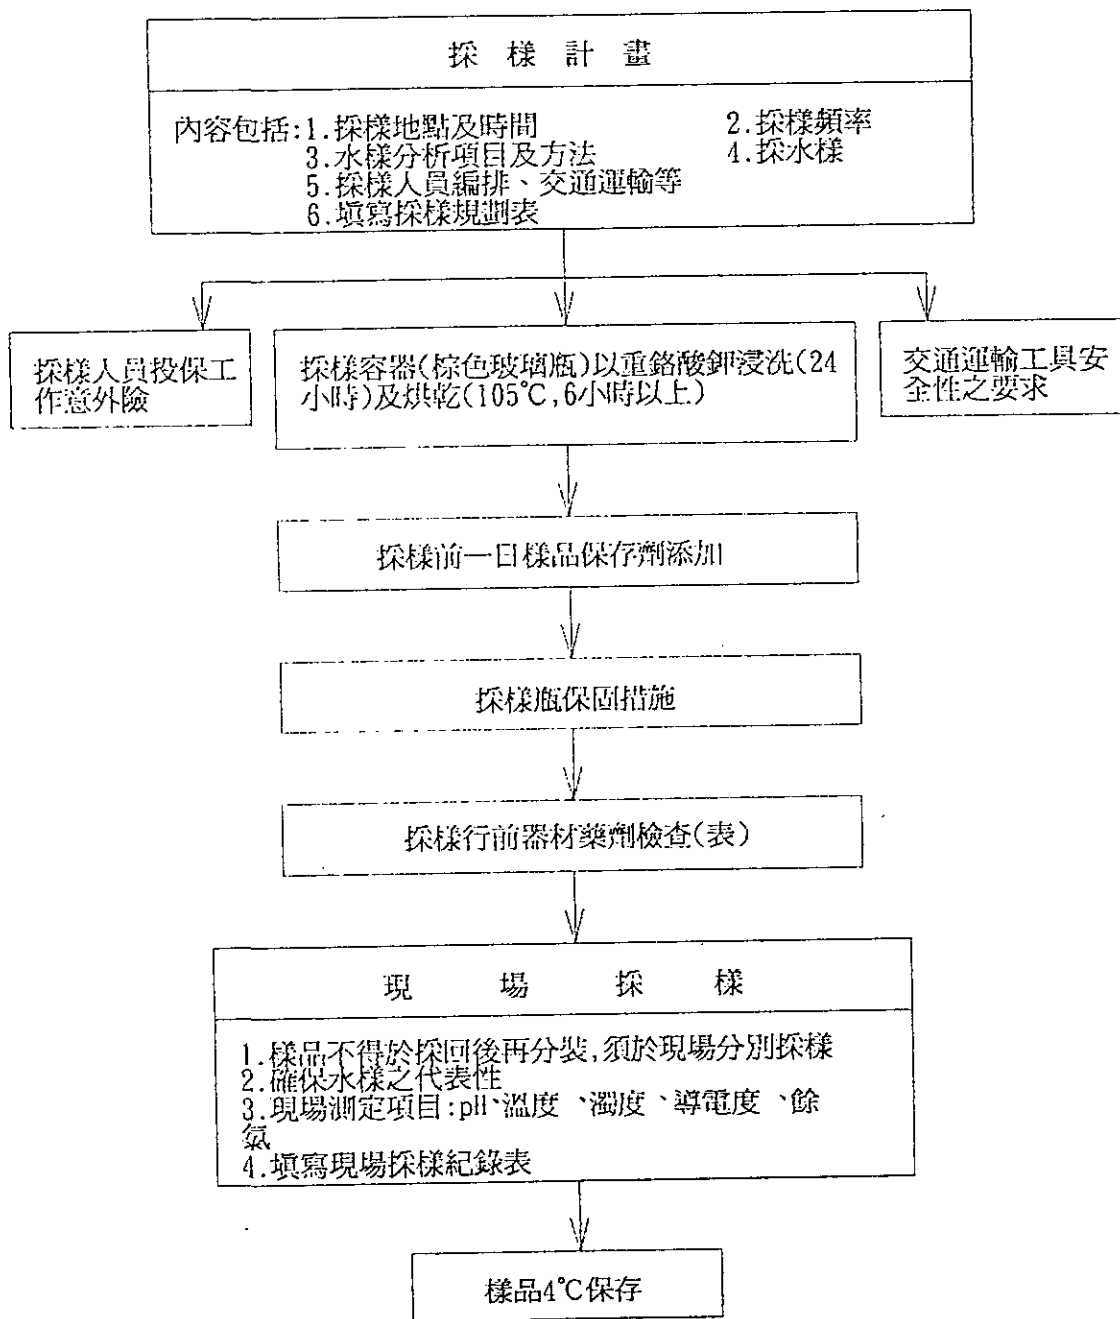 採樣計畫
內容包括:1.採樣地點及時間 2.採樣頻率
3.水樣分析項目及方法 4.採水樣
5.採樣人員編排、交通運輸等
6.填寫採樣規劃表
採樣人員投保工
作意外險
採樣容器(棕色玻璃瓶)以重鉻酸鉀浸洗(24
小時)及烘乾(105℃,6小時以上)
交通運輸工具安
全性之要求
採樣前一日樣品保存劑添加
採樣瓶保固措施
採樣行前器材藥劑檢查(表)
現場採樣
1.樣品不得於採回後再分裝,須於現場分別採樣
2.確保水樣之代表性
3.現場測定項目:pH、溫度、濁度、導電度、餘
氯
4.填寫現場採樣紀錄表
樣品4℃保存